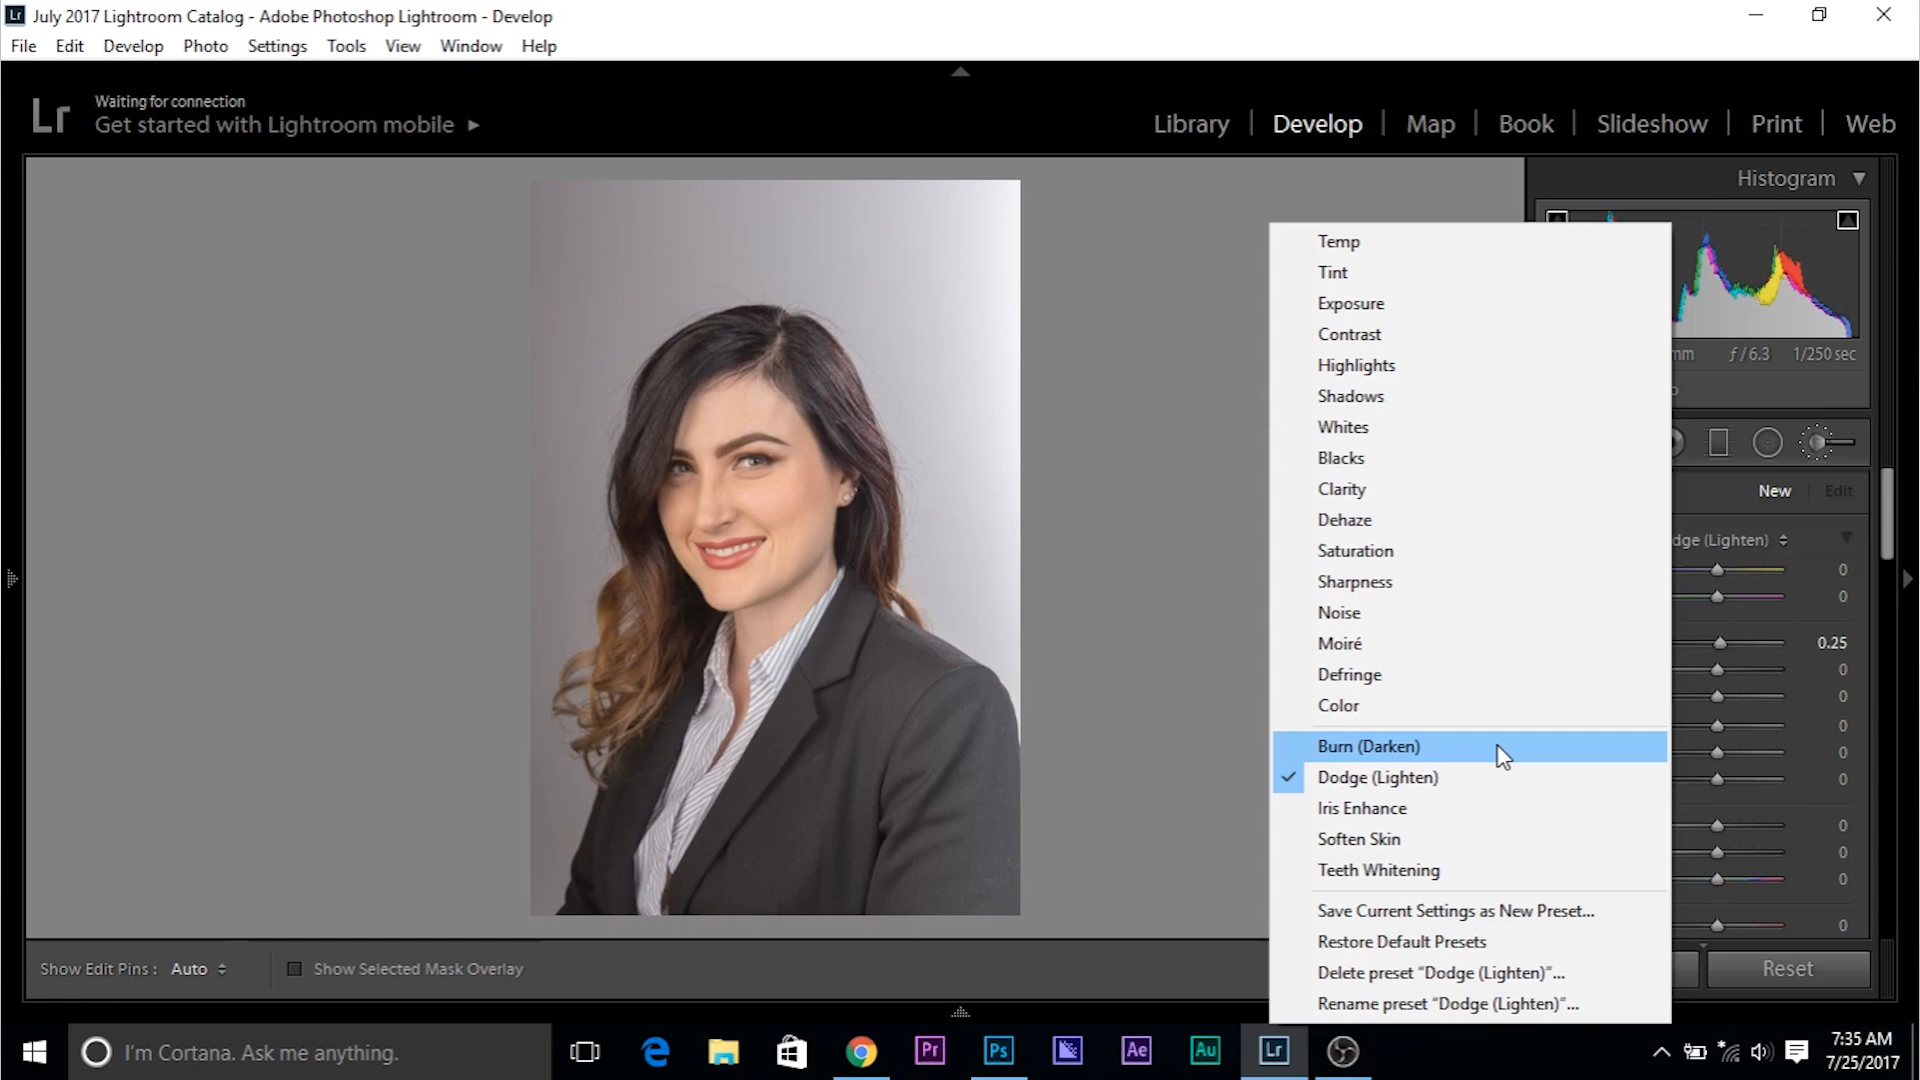 Lr July 2017 Lightroom Catalog - Adobe Photoshop Lightroom - Develop
File Edit Develop Photo Settings Tools View Window Help
Lr
Waiting for connection
Get started with Lightroom mobile
Library | Develop | Map | Book | Slideshow | Print | Web
Histogram
mm ƒ / 6.3 1/250 sec
New Edit
dge (Lighten)
0
0
0.25
0
0
0
0
0
0
0
0
0
Reset
Temp
Tint
Exposure
Contrast
Highlights
Shadows
Whites
Blacks
Clarity
Dehaze
Saturation
Sharpness
Noise
Moiré
Defringe
Color
Burn (Darken)
Dodge (Lighten)
Iris Enhance
Soften Skin
Teeth Whitening
Save Current Settings as New Preset...
Restore Default Presets
Delete preset “Dodge (Lighten)“...
Rename preset “Dodge (Lighten)“...
Show Edit Pins : Auto Show Selected Mask Overlay
I'm Cortana. Ask me anything.
Pr Ps Ae Au Lr
7:35 AM
7/25/2017